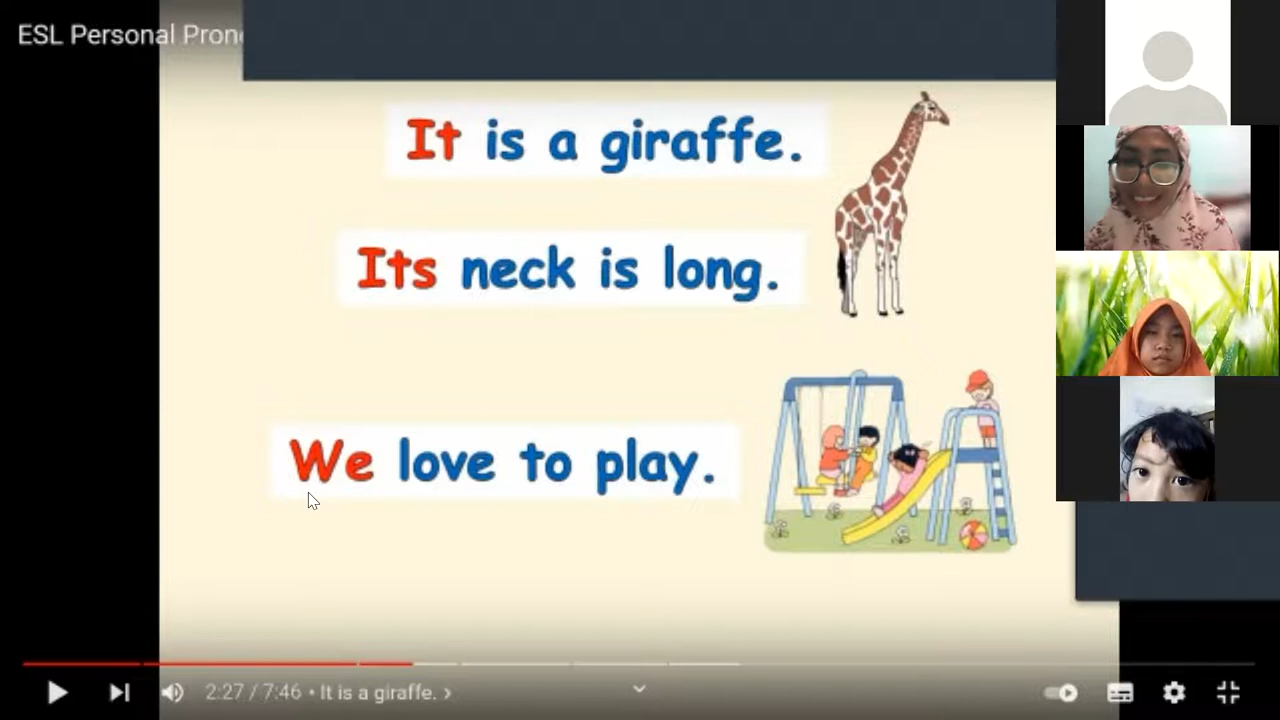 ESL Personal
It is a giraffe.
Its neck is long.
We love to play.
2:27 / 7:46 • It is a giraffe. ›